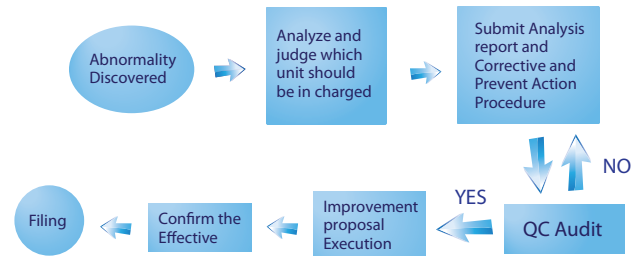 Abnormality
Discovered
Analyze and
judge which
unit should
be in charged
Submit Analysis
report and
Corrective and
Prevent Action
Procedure
NO
QC Audit
YES
Improvement
proposal
Execution
Confirm the
Effective
Filing